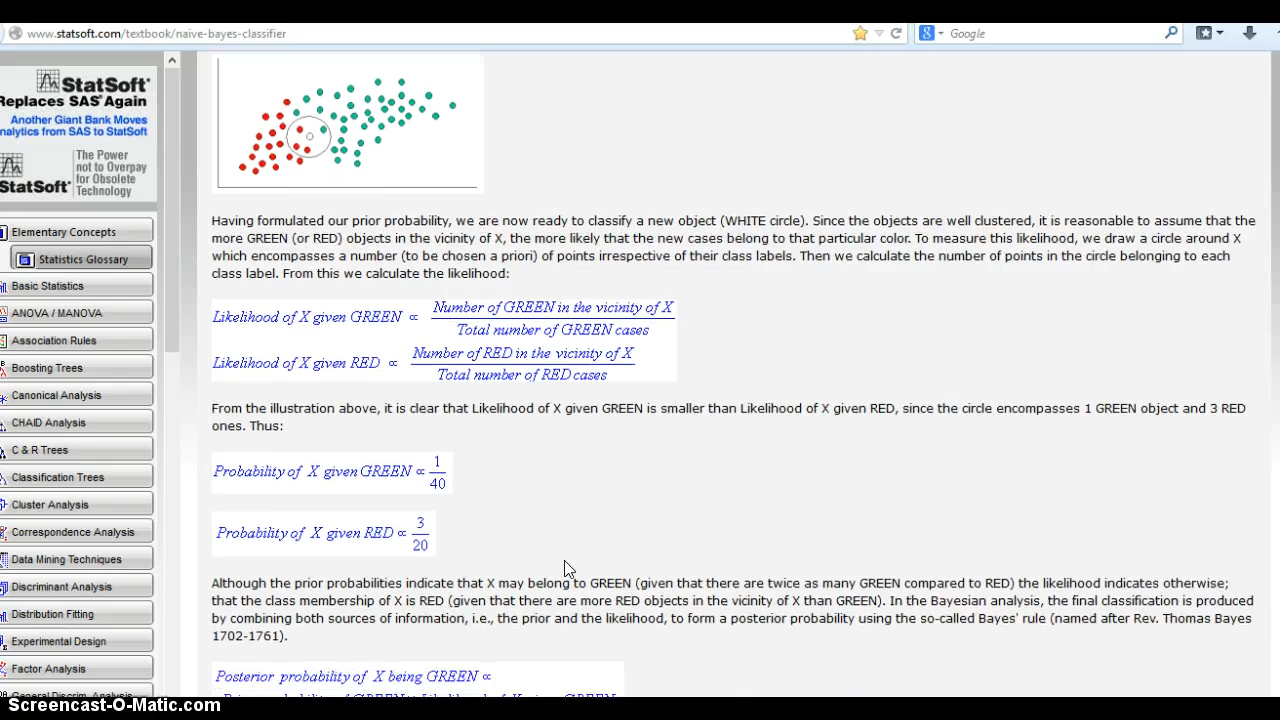 www.statsoft.com/textbook/naive-bayes-classifier
Google
StatSoft®
Replaces SAS® Again
Another Giant Bank Moves
nalytics from SAS to StatSoft
StatSoft®
The Power
not to Overpay
for Obsolete
Technology
Elementary Concepts
Statistics Glossary
Basic Statistics
ANOVA / MANOVA
Association Rules
Boosting Trees
Canonical Analysis
CHAID Analysis
C & R Trees
Classification Trees
Cluster Analysis
Correspondence Analysis
Data Mining Techniques
Discriminant Analysis
Distribution Fitting
Experimental Design
Factor Analysis
General Discrim. Analysis
Having formulated our prior probability, we are now ready to classify a new object (WHITE circle). Since the objects are well clustered, it is reasonable to assume that the
more GREEN (or RED) objects in the vicinity of X, the more likely that the new cases belong to that particular color. To measure this likelihood, we draw a circle around X
which encompasses a number (to be chosen a priori) of points irrespective of their class labels. Then we calculate the number of points in the circle belonging to each
class label. From this we calculate the likelihood:
Likelihood of X given GREEN ∝ Number of GREEN in the vicinity of X
Total number of GREEN cases
Likelihood of X given RED ∝ Number of RED in the vicinity of X
Total number of RED cases
From the illustration above, it is clear that Likelihood of X given GREEN is smaller than Likelihood of X given RED, since the circle encompasses 1 GREEN object and 3 RED
ones. Thus:
Probability of X given GREEN ∝ 1
40
Probability of X given RED ∝ 3
20
Although the prior probabilities indicate that X may belong to GREEN (given that there are twice as many GREEN compared to RED) the likelihood indicates otherwise;
that the class membership of X is RED (given that there are more RED objects in the vicinity of X than GREEN). In the Bayesian analysis, the final classification is produced
by combining both sources of information, i.e., the prior and the likelihood, to form a posterior probability using the so-called Bayes' rule (named after Rev. Thomas Bayes
1702-1761).
Posterior probability of X being GREEN ∝
Screencast-O-Matic.com